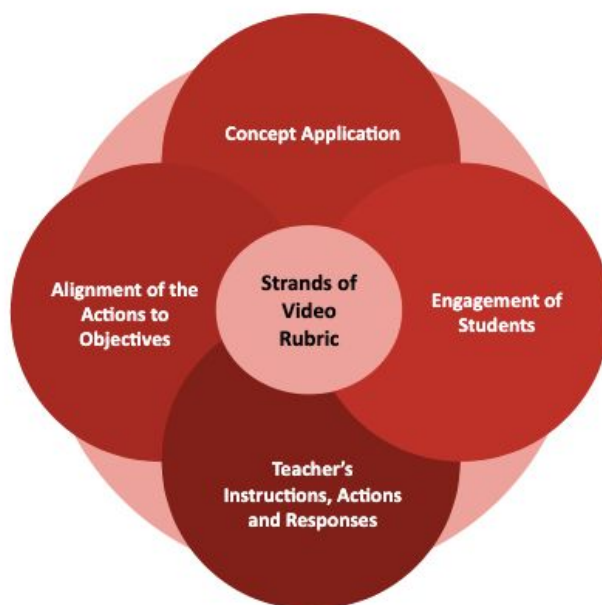 Concept Application
Alignment of the
Actions to
Objectives
Strands of
Video
Rubric
Engagement of
Students
Teacher's
Instructions, Actions
and Responses